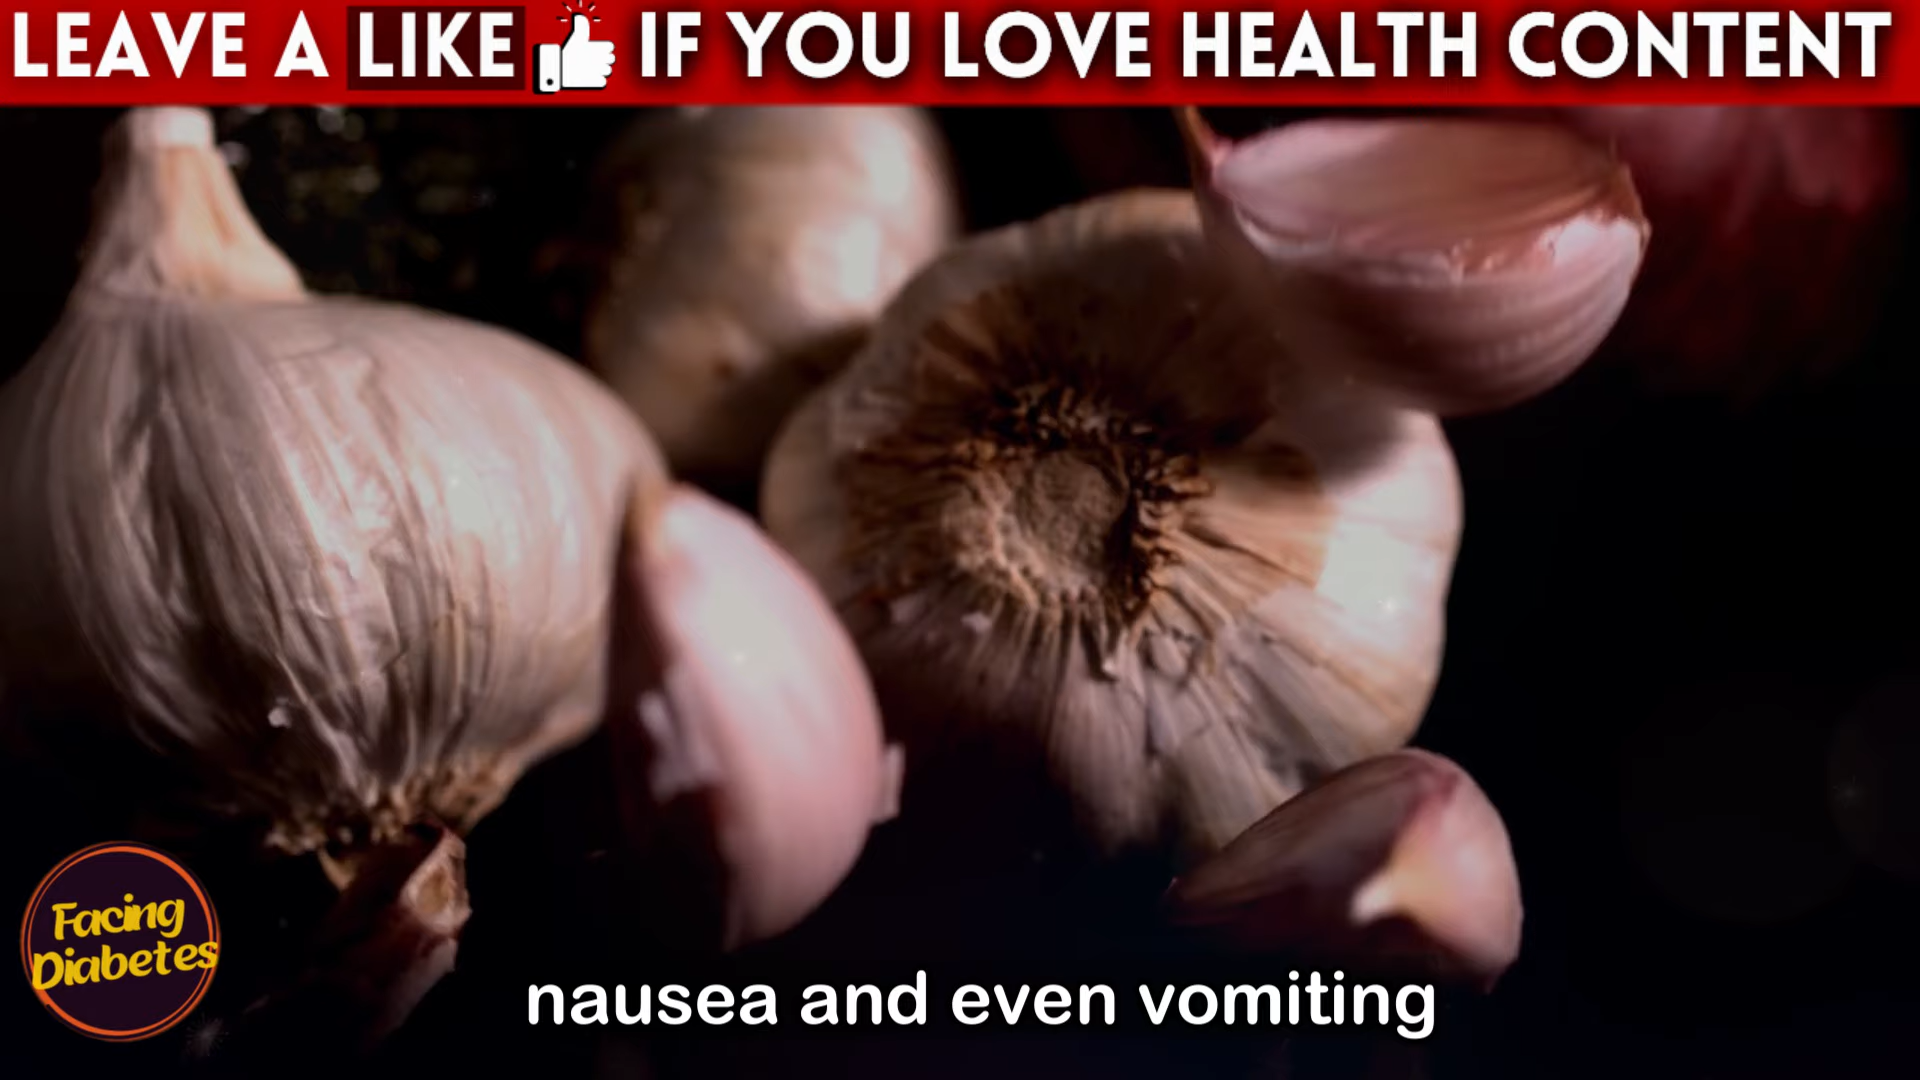 LEAVE A LIKE IF YOU LOVE HEALTH CONTENT
Facing
Diabetes
nausea and even vomiting